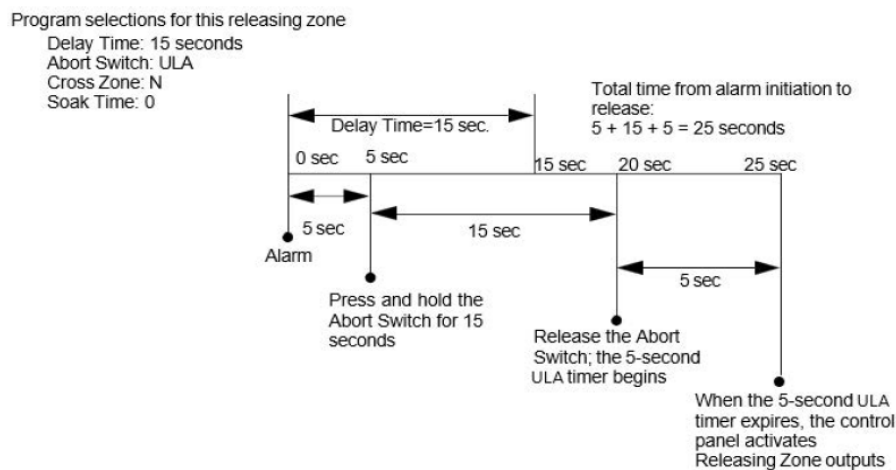 Program selections for this releasing zone
Delay Time: 15 seconds
Abort Switch: ULA
Cross Zone: N
Soak Time: 0
Total time from alarm initiation to
release:
5 + 15 + 5 = 25 seconds
Delay Time=15 sec.
0 sec
5 sec
15 sec
20 sec
25 sec
5 sec
15 sec
Alarm
5 sec
Press and hold the
Abort Switch for 15
seconds
Release the Abort
Switch; the 5-second
ULA timer begins
When the 5-second ULA
timer expires, the control
panel activates
Releasing Zone outputs